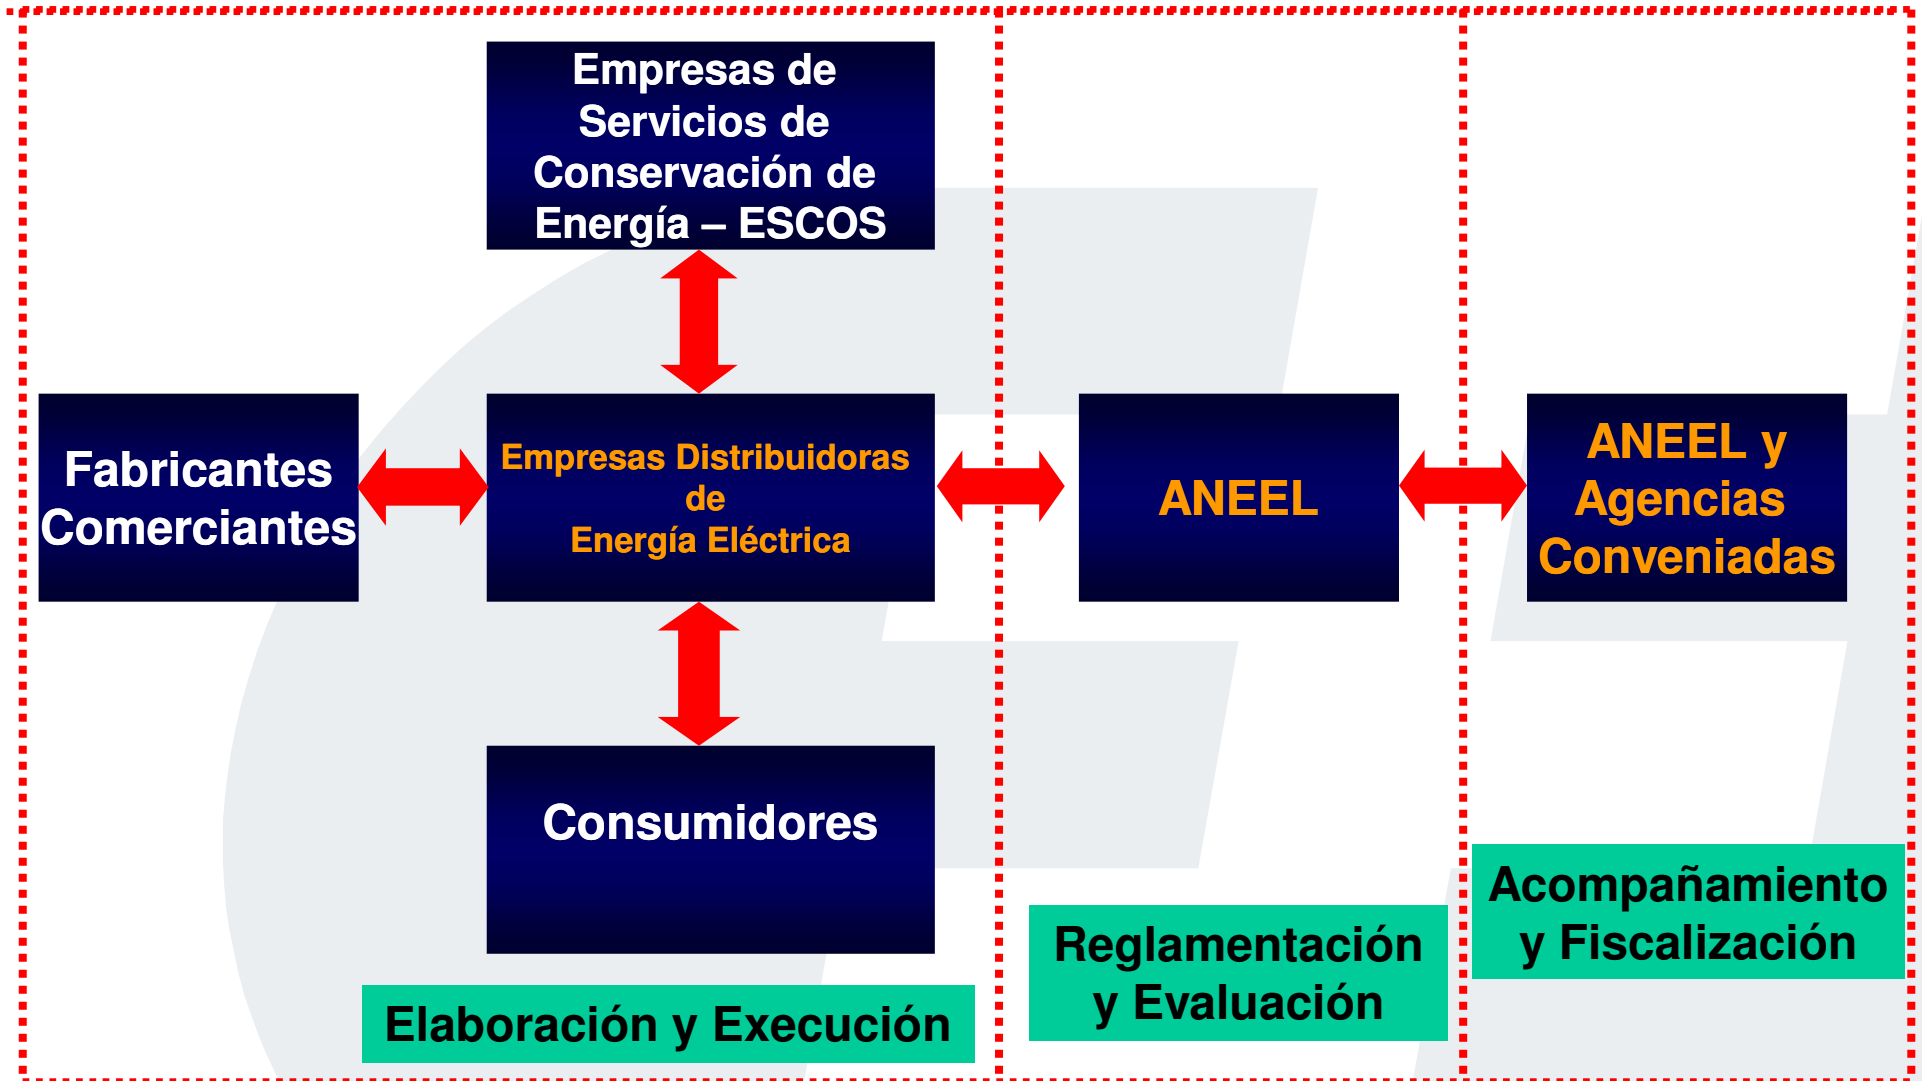 Empresas de
Servicios de
Conservación de
Energía – ESCOS
Fabricantes
Comerciantes
Empresas Distribuidoras
de
Energía Eléctrica
ANEEL
ANEEL y
Agencias
Conveniadas
Consumidores
Elaboración y Execución
Reglamentación
y Evaluación
Acompañamiento
y Fiscalización